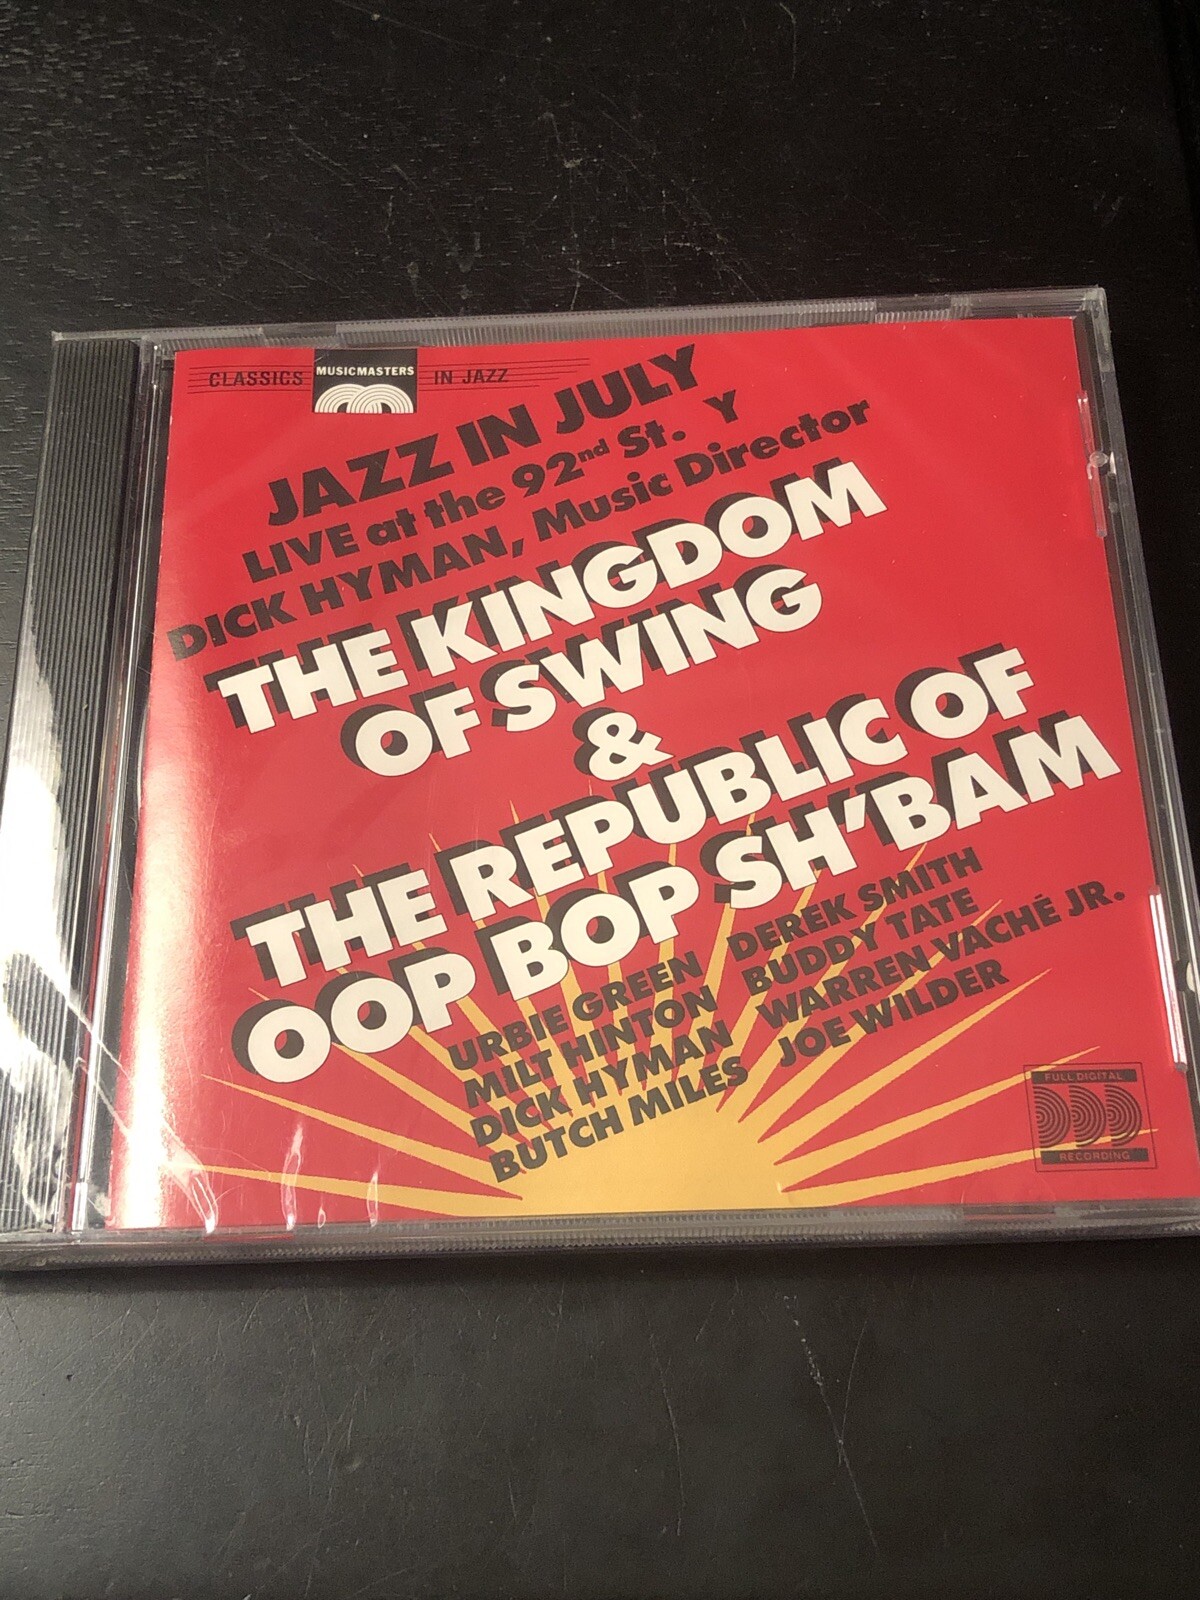 CLASSICS MUSICMASTERS IN JAZZ
JAZZ IN JULY
LIVE at the 92nd St. Y
DICK HYMAN, Music Director
THE KINGDOM
OF SWING
&
THE REPUBLIC OF
OOP BOP SH'BAM
URBIE GREEN
MILT HINTON
DICK HYMAN
BUTCH MILES
DEREK SMITH
BUDDY TATE
WARREN VACHÉ JR.
JOE WILDER
FULL DIGITAL
DDD
RECORDING